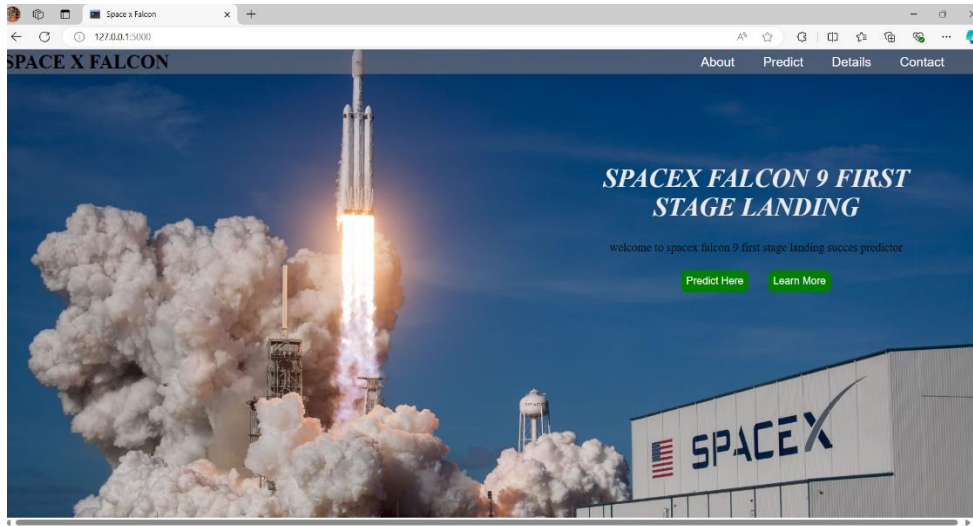 Space x Falcon
127.0.0.1:5000
SPACE X FALCON
About Predict Details Contact
SPACEX FALCON 9 FIRST
STAGE LANDING
welcome to spacex falcon 9 first stage landing succes predictor
Predict Here Learn More
SPACEX